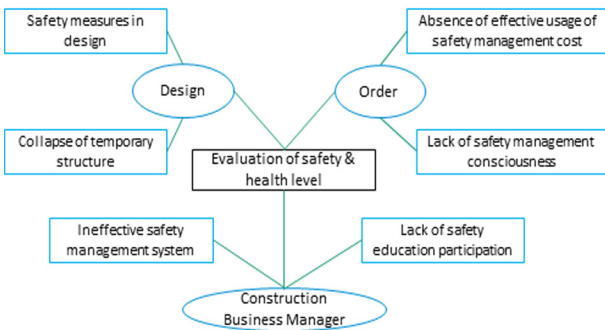 Safety measures in
design
Absence of effective usage of
safety management cost
Design
Order
Collapse of temporary
structure
Lack of safety management
consciousness
Evaluation of safety &
health level
Ineffective safety
management system
Lack of safety
education participation
Construction
Business Manager